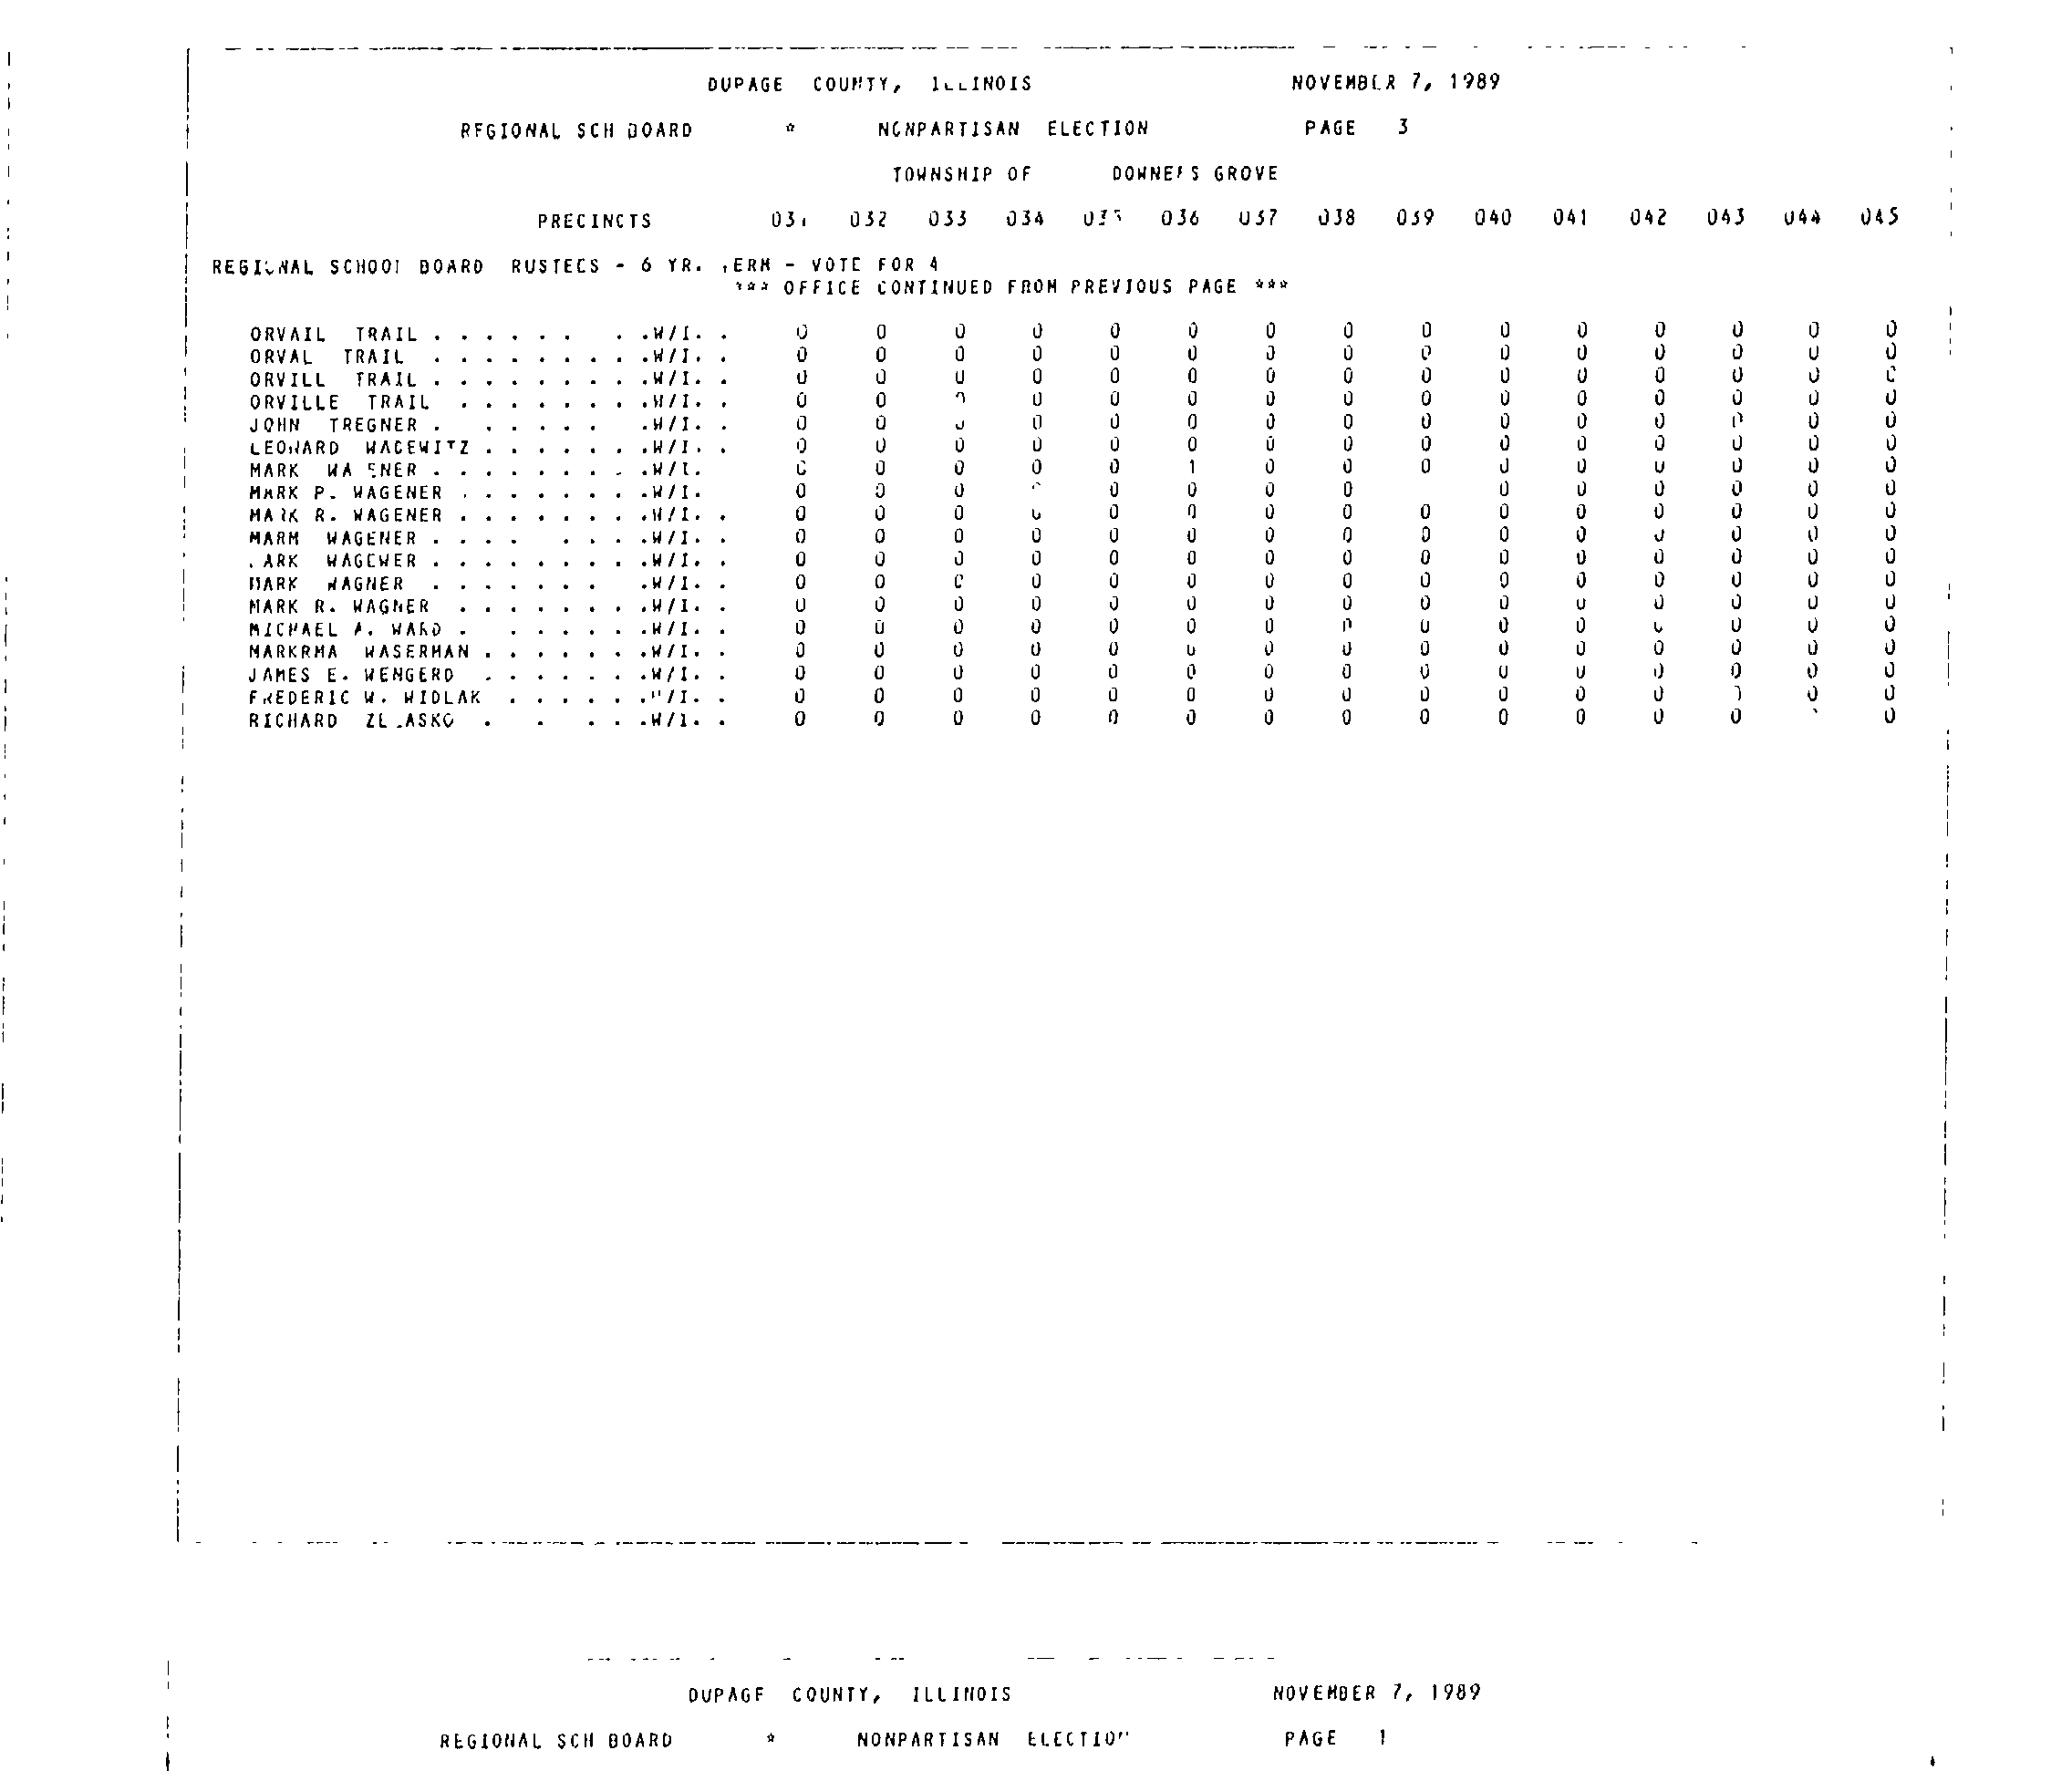 DUPAGE COUNTY, ILLINOIS NOVEMBER 7, 1989
REGIONAL SCH BOARD * NONPARTISAN ELECTION PAGE 3
TOWNSHIP OF DOWNERS GROVE
PRECINCTS 031 032 033 034 035 036 037 038 039 040 041 042 043 044 045
REGIONAL SCHOOL BOARD RUSTEES - 6 YR. TERM - VOTE FOR 4
*** OFFICE CONTINUED FROM PREVIOUS PAGE ***
ORVAIL TRAIL . . . . . . . .W/I. . 0 0 0 0 0 0 0 0 0 0 0 0 0 0 0
ORVAL TRAIL . . . . . . . . .W/I. . 0 0 0 0 0 0 0 0 0 0 0 0 0 0 0
ORVILL TRAIL . . . . . . . . .W/I. . 0 0 0 0 0 0 0 0 0 0 0 0 0 0 0
ORVILLE TRAIL . . . . . . . .W/I. . 0 0 0 0 0 0 0 0 0 0 0 0 0 0 0
JOHN TREGNER . . . . . . .W/I. . 0 0 0 0 0 0 0 0 0 0 0 0 0 0 0
LEONARD WAGEWITZ . . . . . . .W/I. . 0 0 0 0 0 0 0 0 0 0 0 0 0 0 0
MARK WA ENER . . . . . . . . .W/I. 0 0 0 0 0 1 0 0 0 0 0 0 0 0 0
MARK P. WAGENER . . . . . . . .W/I. 0 0 0 0 0 0 0 0 0 0 0 0 0 0
MARK R. WAGENER . . . . . . . .W/I. . 0 0 0 0 0 0 0 0 0 0 0 0 0 0 0
MARM WAGENER . . . . . . . .W/I. . 0 0 0 0 0 0 0 0 0 0 0 0 0 0 0
ARK WAGEWER . . . . . . . . .W/I. . 0 0 0 0 0 0 0 0 0 0 0 0 0 0 0
MARK WAGNER . . . . . . . .W/I. . 0 0 0 0 0 0 0 0 0 0 0 0 0 0 0
MARK R. WAGNER . . . . . . . .W/I. . 0 0 0 0 0 0 0 0 0 0 0 0 0 0 0
MICHAEL A. WARD . . . . . . .W/I. . 0 0 0 0 0 0 0 0 0 0 0 0 0 0 0
MARKRMA WASERMAN . . . . . . .W/I. . 0 0 0 0 0 0 0 0 0 0 0 0 0 0 0
JAMES E. WENGERD . . . . . . .W/I. . 0 0 0 0 0 0 0 0 0 0 0 0 0 0 0
FREDERIC W. WIDLAK . . . . . .W/I. . 0 0 0 0 0 0 0 0 0 0 0 0 0 0 0
RICHARD . . . . .W/I. . 0 0 0 0 0 0 0 0 0 0 0 0 0 0
DUPAGE COUNTY, ILLINOIS NOVEMBER 7, 1989
REGIONAL SCH BOARD * NONPARTISAN ELECTION PAGE 1